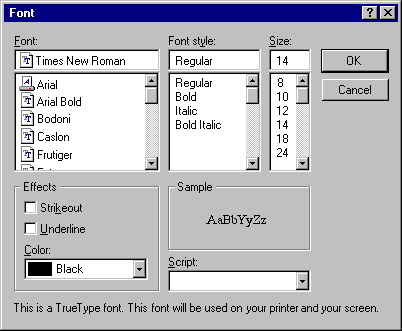 Font
Font: Font style: Size:
Times New Roman Regular 14 OK
Arial Regular 8 Cancel
Arial Bold Bold 10
Bodoni Italic 12
Caslon Bold Italic 14
Frutiger 18
24
Effects Sample
Strikeout
Underline
AaBbYyZz
Color:
Black
Script:
This is a TrueType font. This font will be used on your printer and your screen.